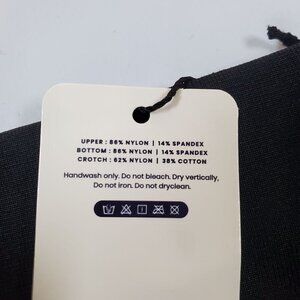 UPPER : 86% NYLON | 14% SPANDEX
BOTTOM : 86% NYLON | 14% SPANDEX
CROTCH : 62% NYLON | 38% COTTON
Handwash only. Do not bleach. Dry vertically,
Do not iron. Do not dryclean.